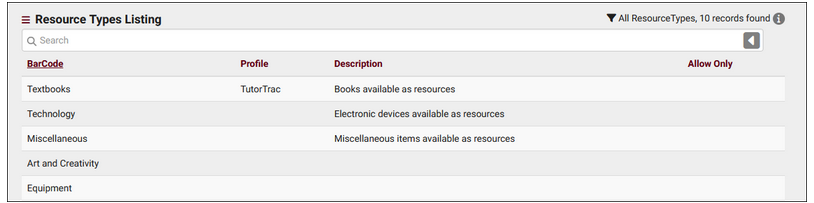 Resource Types Listing
All ResourceTypes, 10 records found
Search
BarCode Profile Description Allow Only
Textbooks TutorTrac Books available as resources
Technology Electronic devices available as resources
Miscellaneous Miscellaneous items available as resources
Art and Creativity
Equipment